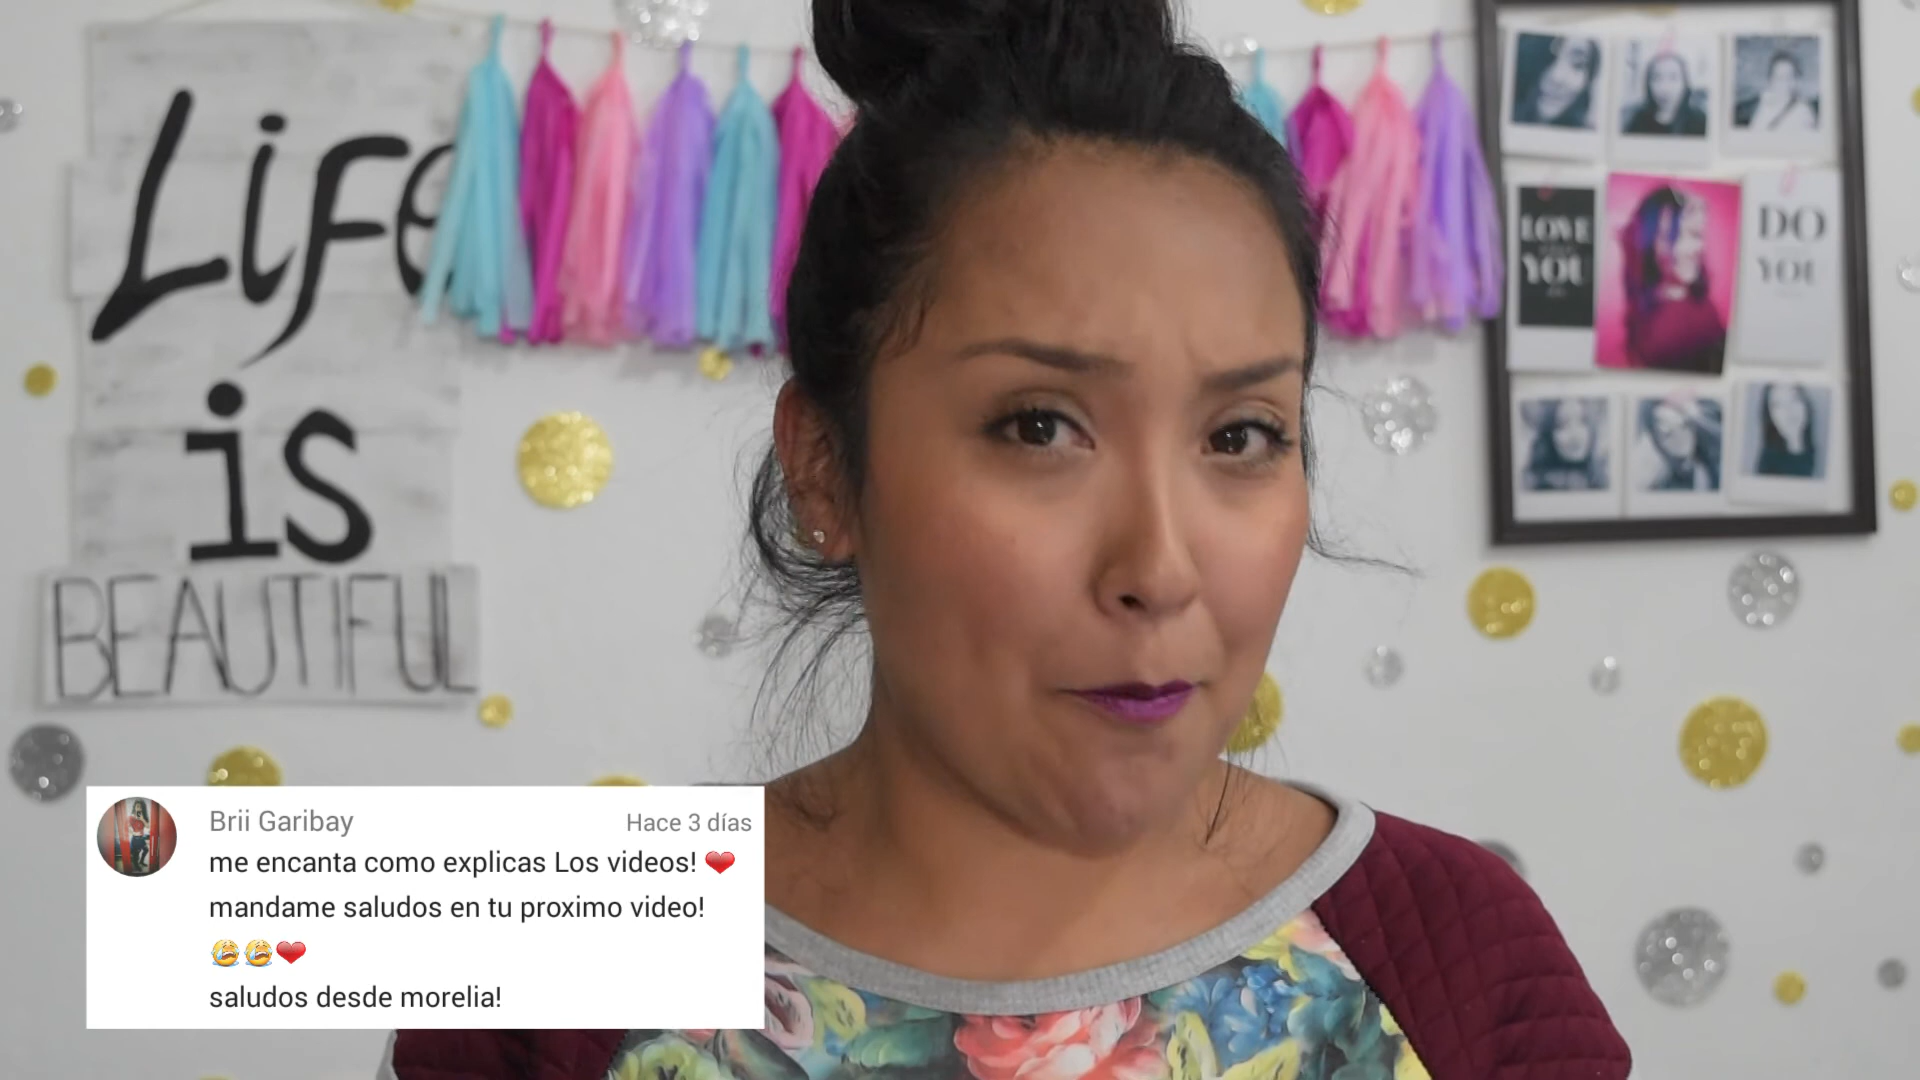 Life
is
BEAUTIFUL
LOVE
YOU
DO
YOU
Brii Garibay
Hace 3 días
me encanta como explicas Los videos! ❤
mandame saludos en tu proximo video!
😭😭❤
saludos desde morelia!